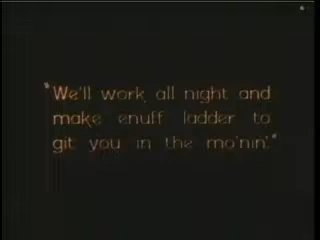 "We'll work all night and
make enuff ladder to
git you in the mo'nin'."